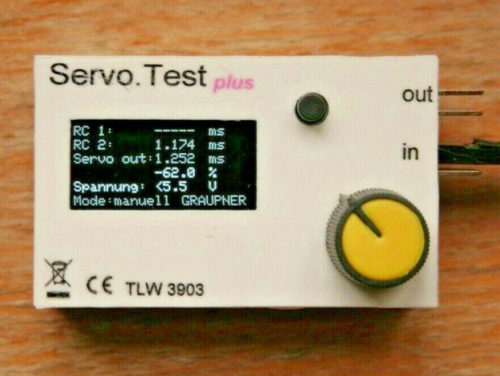 Servo.Test plus
out
in
RC 1: ----- ms
RC 2: 1.174 ms
Servo out:1.252 ms
-62.0 %
Spannung: <5.5 V
Mode:manuell GRAUPNER
CE TLW 3903